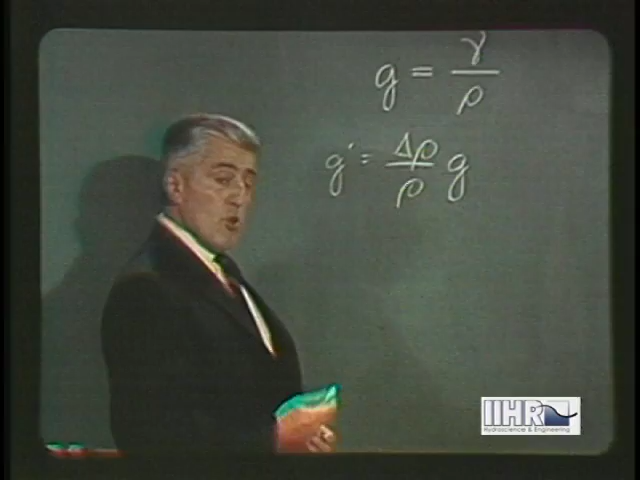 g = γ/ρ
g' = Δρ/ρ g
IIHR
Hydroscience & Engineering